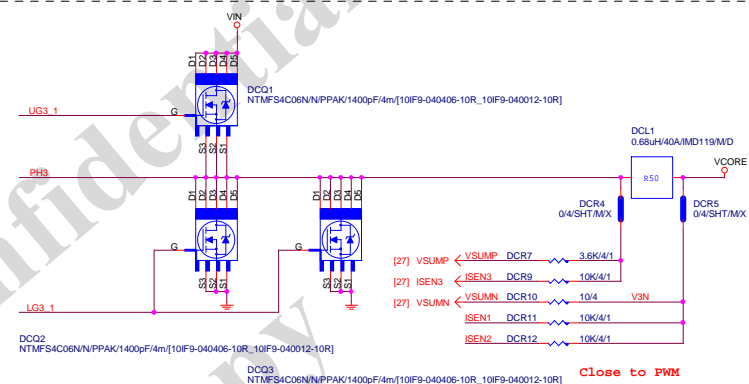 VIN
D1 D2 D3 D4 D5
DCQ1
NTMFS4C06N/N/PPAK/1400pF/4m/[10IF9-040406-10R_10IF9-040012-10R]
UG3_1
G
S3 S2 S1
DCL1
0.68uH/40A/IMD119/M/D
VCORE
PH3
R50
D1 D2 D3 D4 D5
D1 D2 D3 D4 D5
DCR4
0/4/SHT/M/X
DCR5
0/4/SHT/M/X
G
G
S3 S2 S1
S3 S2 S1
[27] VSUMP VSUMP DCR7 3.6K/4/1
[27] ISEN3 ISEN3 DCR9 10K/4/1
[27] VSUMN VSUMN DCR10 10/4 V3N
ISEN1 DCR11 10K/4/1
ISEN2 DCR12 10K/4/1
LG3_1
DCQ2
NTMFS4C06N/N/PPAK/1400pF/4m/[10IF9-040406-10R_10IF9-040012-10R]
DCQ3
NTMFS4C06N/N/PPAK/1400pF/4m/[10IF9-040406-10R_10IF9-040012-10R]
Close to PWM
nfidential
py